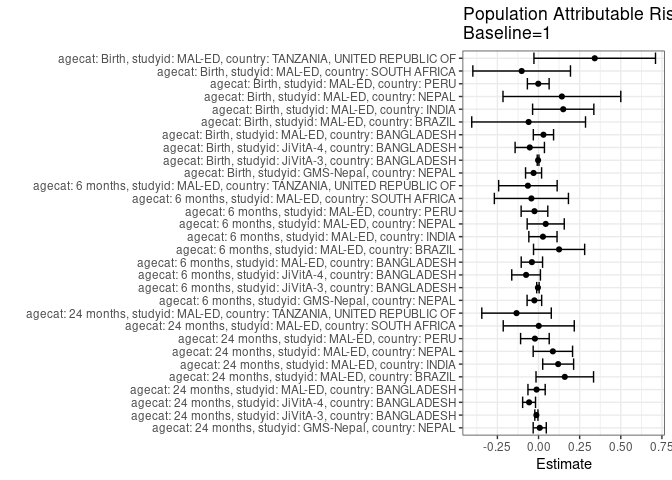 Population Attributable Ris
Baseline=1
agecat: Birth, studyid: MAL-ED, country: TANZANIA, UNITED REPUBLIC OF
agecat: Birth, studyid: MAL-ED, country: SOUTH AFRICA
agecat: Birth, studyid: MAL-ED, country: PERU
agecat: Birth, studyid: MAL-ED, country: NEPAL
agecat: Birth, studyid: MAL-ED, country: INDIA
agecat: Birth, studyid: MAL-ED, country: BRAZIL
agecat: Birth, studyid: MAL-ED, country: BANGLADESH
agecat: Birth, studyid: JiVitA-4, country: BANGLADESH
agecat: Birth, studyid: JiVitA-3, country: BANGLADESH
agecat: Birth, studyid: GMS-Nepal, country: NEPAL
agecat: 6 months, studyid: MAL-ED, country: TANZANIA, UNITED REPUBLIC OF
agecat: 6 months, studyid: MAL-ED, country: SOUTH AFRICA
agecat: 6 months, studyid: MAL-ED, country: PERU
agecat: 6 months, studyid: MAL-ED, country: NEPAL
agecat: 6 months, studyid: MAL-ED, country: INDIA
agecat: 6 months, studyid: MAL-ED, country: BRAZIL
agecat: 6 months, studyid: MAL-ED, country: BANGLADESH
agecat: 6 months, studyid: JiVitA-4, country: BANGLADESH
agecat: 6 months, studyid: JiVitA-3, country: BANGLADESH
agecat: 6 months, studyid: GMS-Nepal, country: NEPAL
agecat: 24 months, studyid: MAL-ED, country: TANZANIA, UNITED REPUBLIC OF
agecat: 24 months, studyid: MAL-ED, country: SOUTH AFRICA
agecat: 24 months, studyid: MAL-ED, country: PERU
agecat: 24 months, studyid: MAL-ED, country: NEPAL
agecat: 24 months, studyid: MAL-ED, country: INDIA
agecat: 24 months, studyid: MAL-ED, country: BRAZIL
agecat: 24 months, studyid: MAL-ED, country: BANGLADESH
agecat: 24 months, studyid: JiVitA-4, country: BANGLADESH
agecat: 24 months, studyid: JiVitA-3, country: BANGLADESH
agecat: 24 months, studyid: GMS-Nepal, country: NEPAL
-0.25 0.00 0.25 0.50 0.75
Estimate